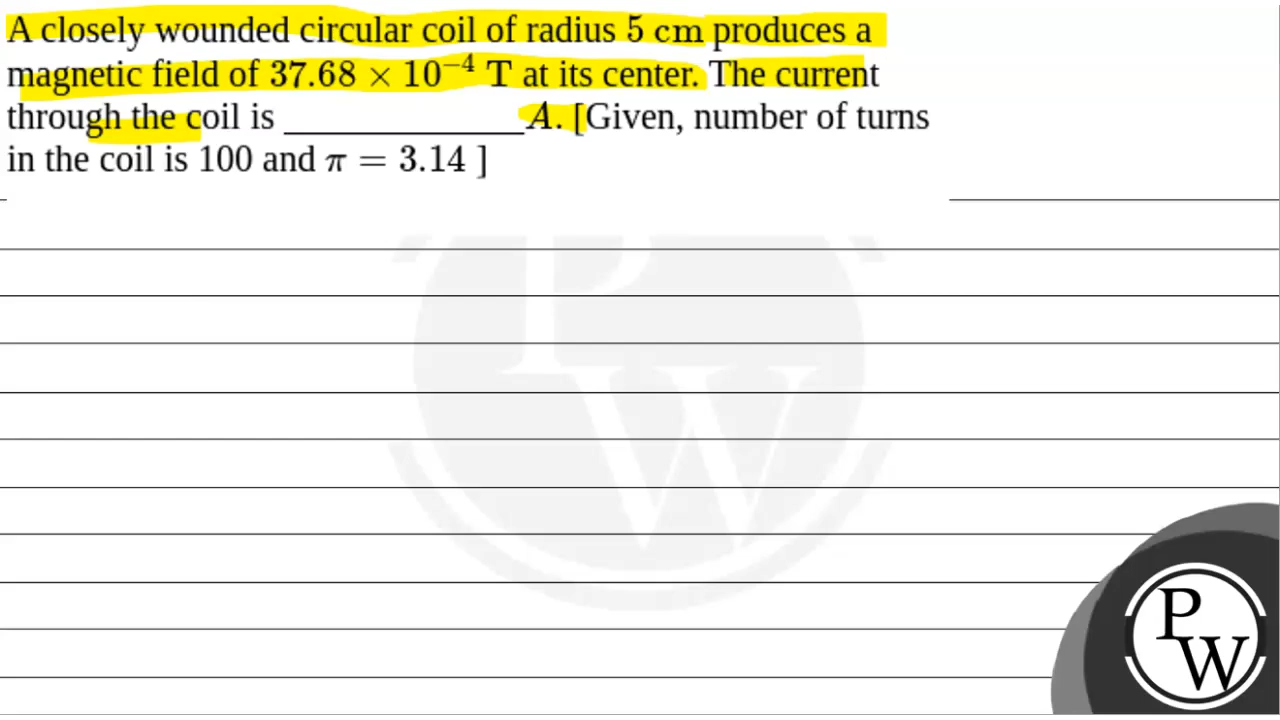 A closely wounded circular coil of radius 5 cm produces a
magnetic field of 37.68 × 10⁻⁴ T at its center. The current
through the coil is ____________A. [Given, number of turns
in the coil is 100 and π = 3.14 ]
P
W
P
W